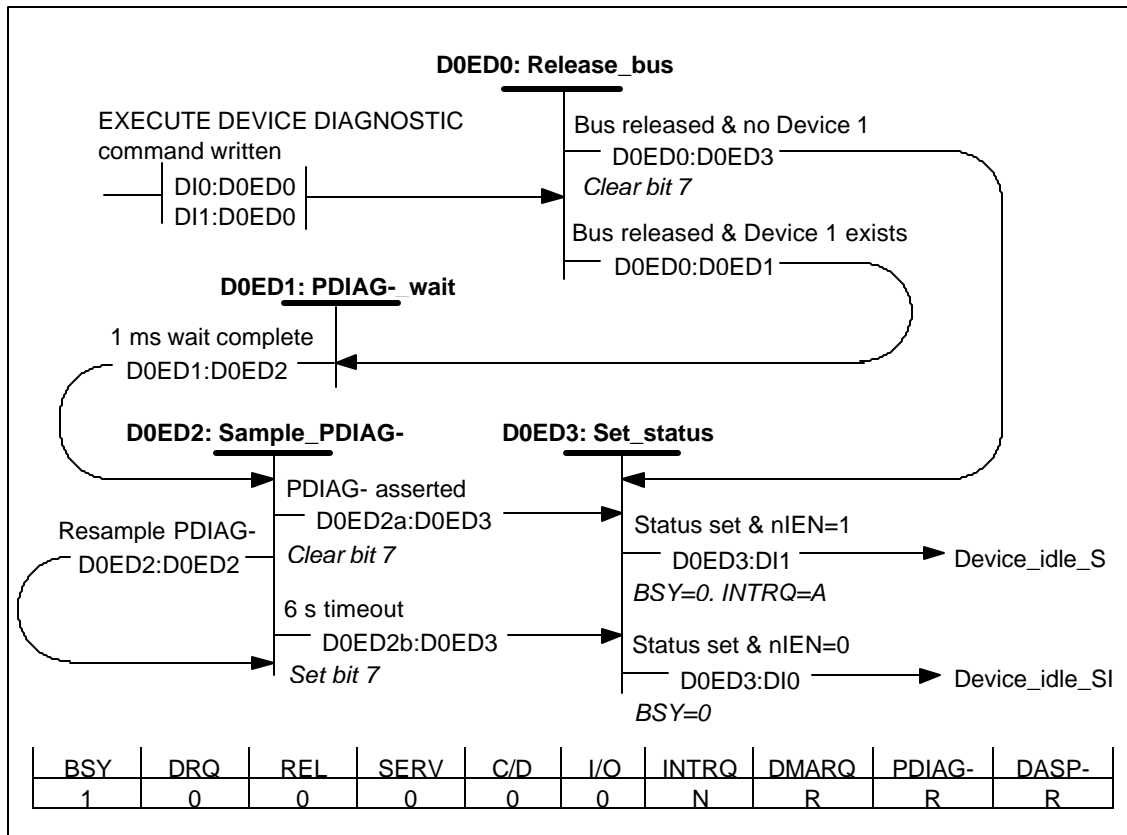 D0ED0: Release_bus
EXECUTE DEVICE DIAGNOSTIC
command written
DI0:D0ED0
DI1:D0ED0
Bus released & no Device 1
D0ED0:D0ED3
Clear bit 7
Bus released & Device 1 exists
D0ED0:D0ED1
D0ED1: PDIAG-_wait
1 ms wait complete
D0ED1:D0ED2
D0ED2: Sample_PDIAG-
D0ED3: Set_status
PDIAG- asserted
D0ED2a:D0ED3
Clear bit 7
Resample PDIAG-
D0ED2:D0ED2
6 s timeout
D0ED2b:D0ED3
Set bit 7
Status set & nIEN=1
D0ED3:DI1
Device_idle_S
BSY=0. INTRQ=A
Status set & nIEN=0
D0ED3:DI0
Device_idle_SI
BSY=0
BSY DRQ REL SERV C/D I/O INTRQ DMARQ PDIAG- DASP-
1 0 0 0 0 0 N R R R